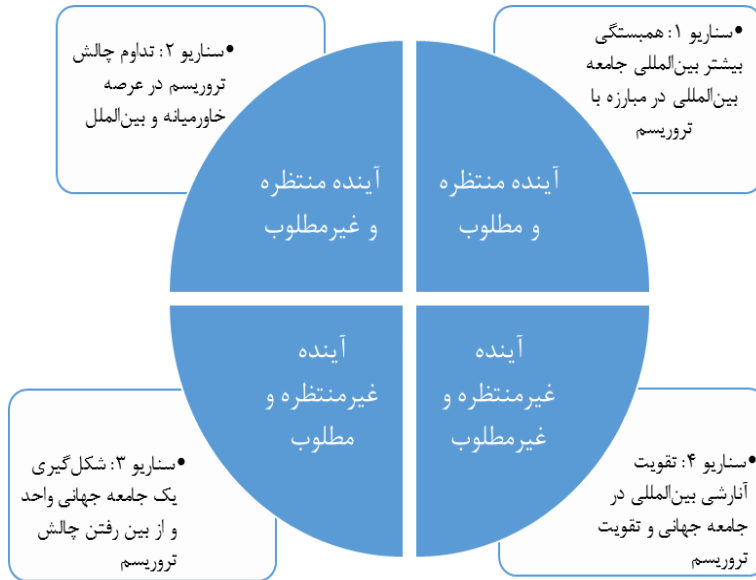 •سناریو ۱: همبستگی
بیشتر بین‌المللی جامعه
بین‌المللی در مبارزه با
تروریسم
•سناریو ۲: تداوم چالش
تروریسم در عرصه
خاورمیانه و بین‌الملل
آینده منتظره
و مطلوب
آینده منتظره
و غیرمطلوب
آینده
غیرمنتظره و
غیرمطلوب
آینده
غیرمنتظره و
مطلوب
•سناریو ۳: شکل‌گیری
یک جامعه جهانی واحد
و از بین رفتن چالش
تروریسم
•سناریو ۴: تقویت
آنارشی بین‌المللی در
جامعه جهانی و تقویت
تروریسم